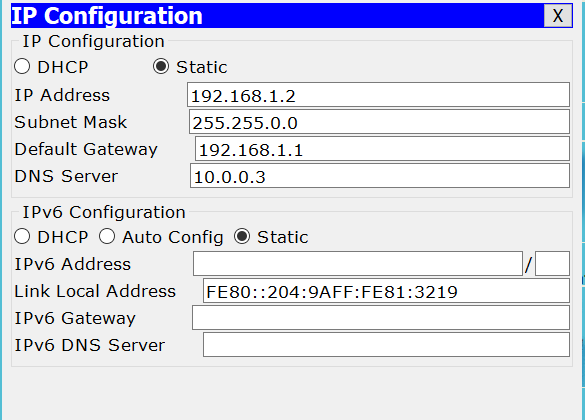 IP Configuration X
IP Configuration
DHCP Static
IP Address 192.168.1.2
Subnet Mask 255.255.0.0
Default Gateway 192.168.1.1
DNS Server 10.0.0.3
IPv6 Configuration
DHCP Auto Config Static
IPv6 Address /
Link Local Address FE80::204:9AFF:FE81:3219
IPv6 Gateway
IPv6 DNS Server